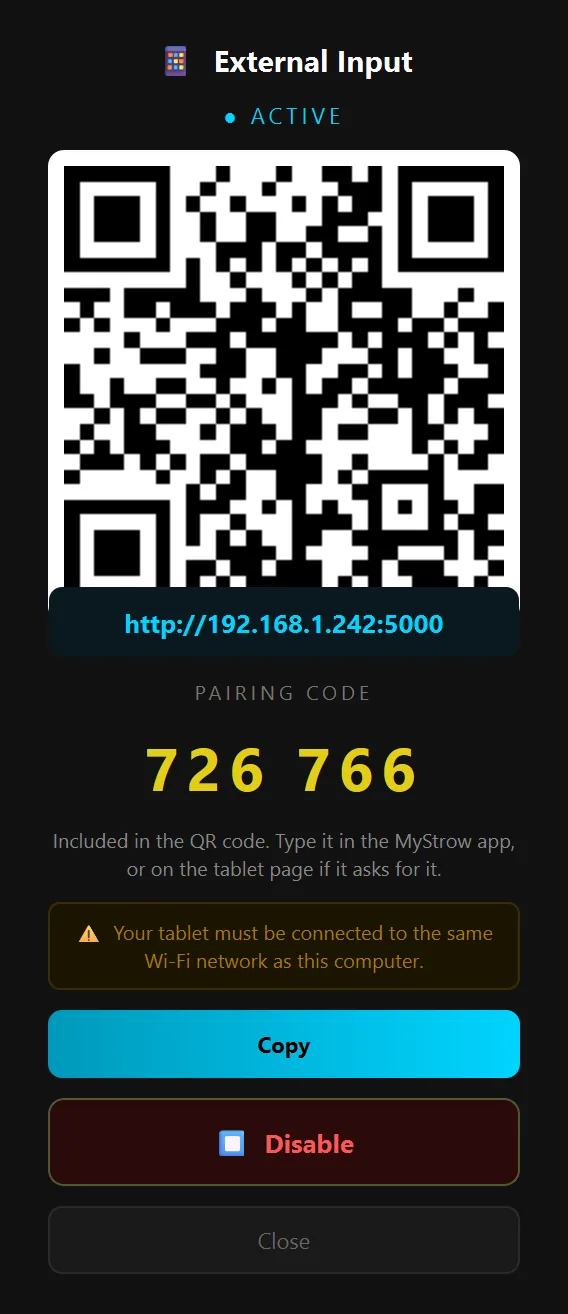 External Input
● ACTIVE
http://192.168.1.242:5000
PAIRING CODE
726 766
Included in the QR code. Type it in the MyStrow app,
or on the tablet page if it asks for it.
Your tablet must be connected to the same
Wi-Fi network as this computer.
Copy
Disable
Close